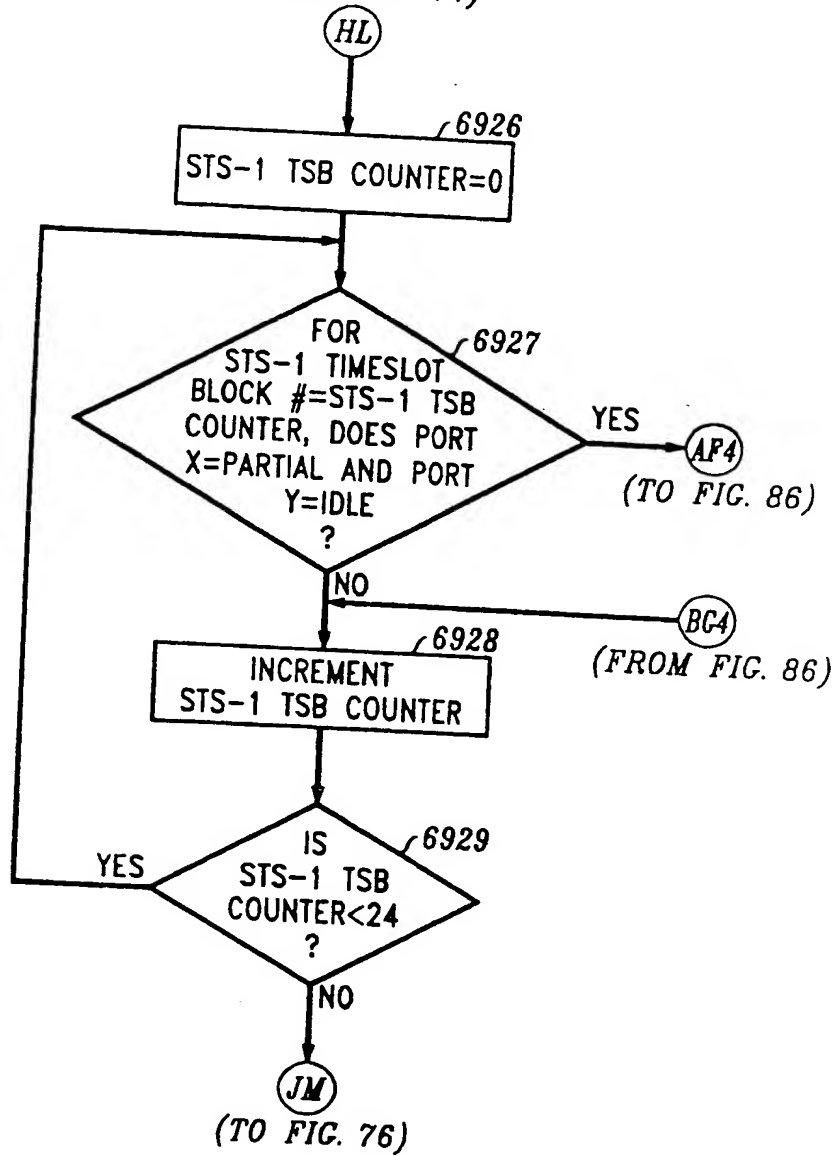 HL
6926
STS-1 TSB COUNTER=0
6927
FOR
STS-1 TIMESLOT
BLOCK #=STS-1 TSB
COUNTER, DOES PORT
X=PARTIAL AND PORT
Y=IDLE
?
YES
AF4
(TO FIG. 86)
NO
BG4
(FROM FIG. 86)
6928
INCREMENT
STS-1 TSB COUNTER
6929
IS
STS-1 TSB
COUNTER<24
?
YES
NO
JM
(TO FIG. 76)